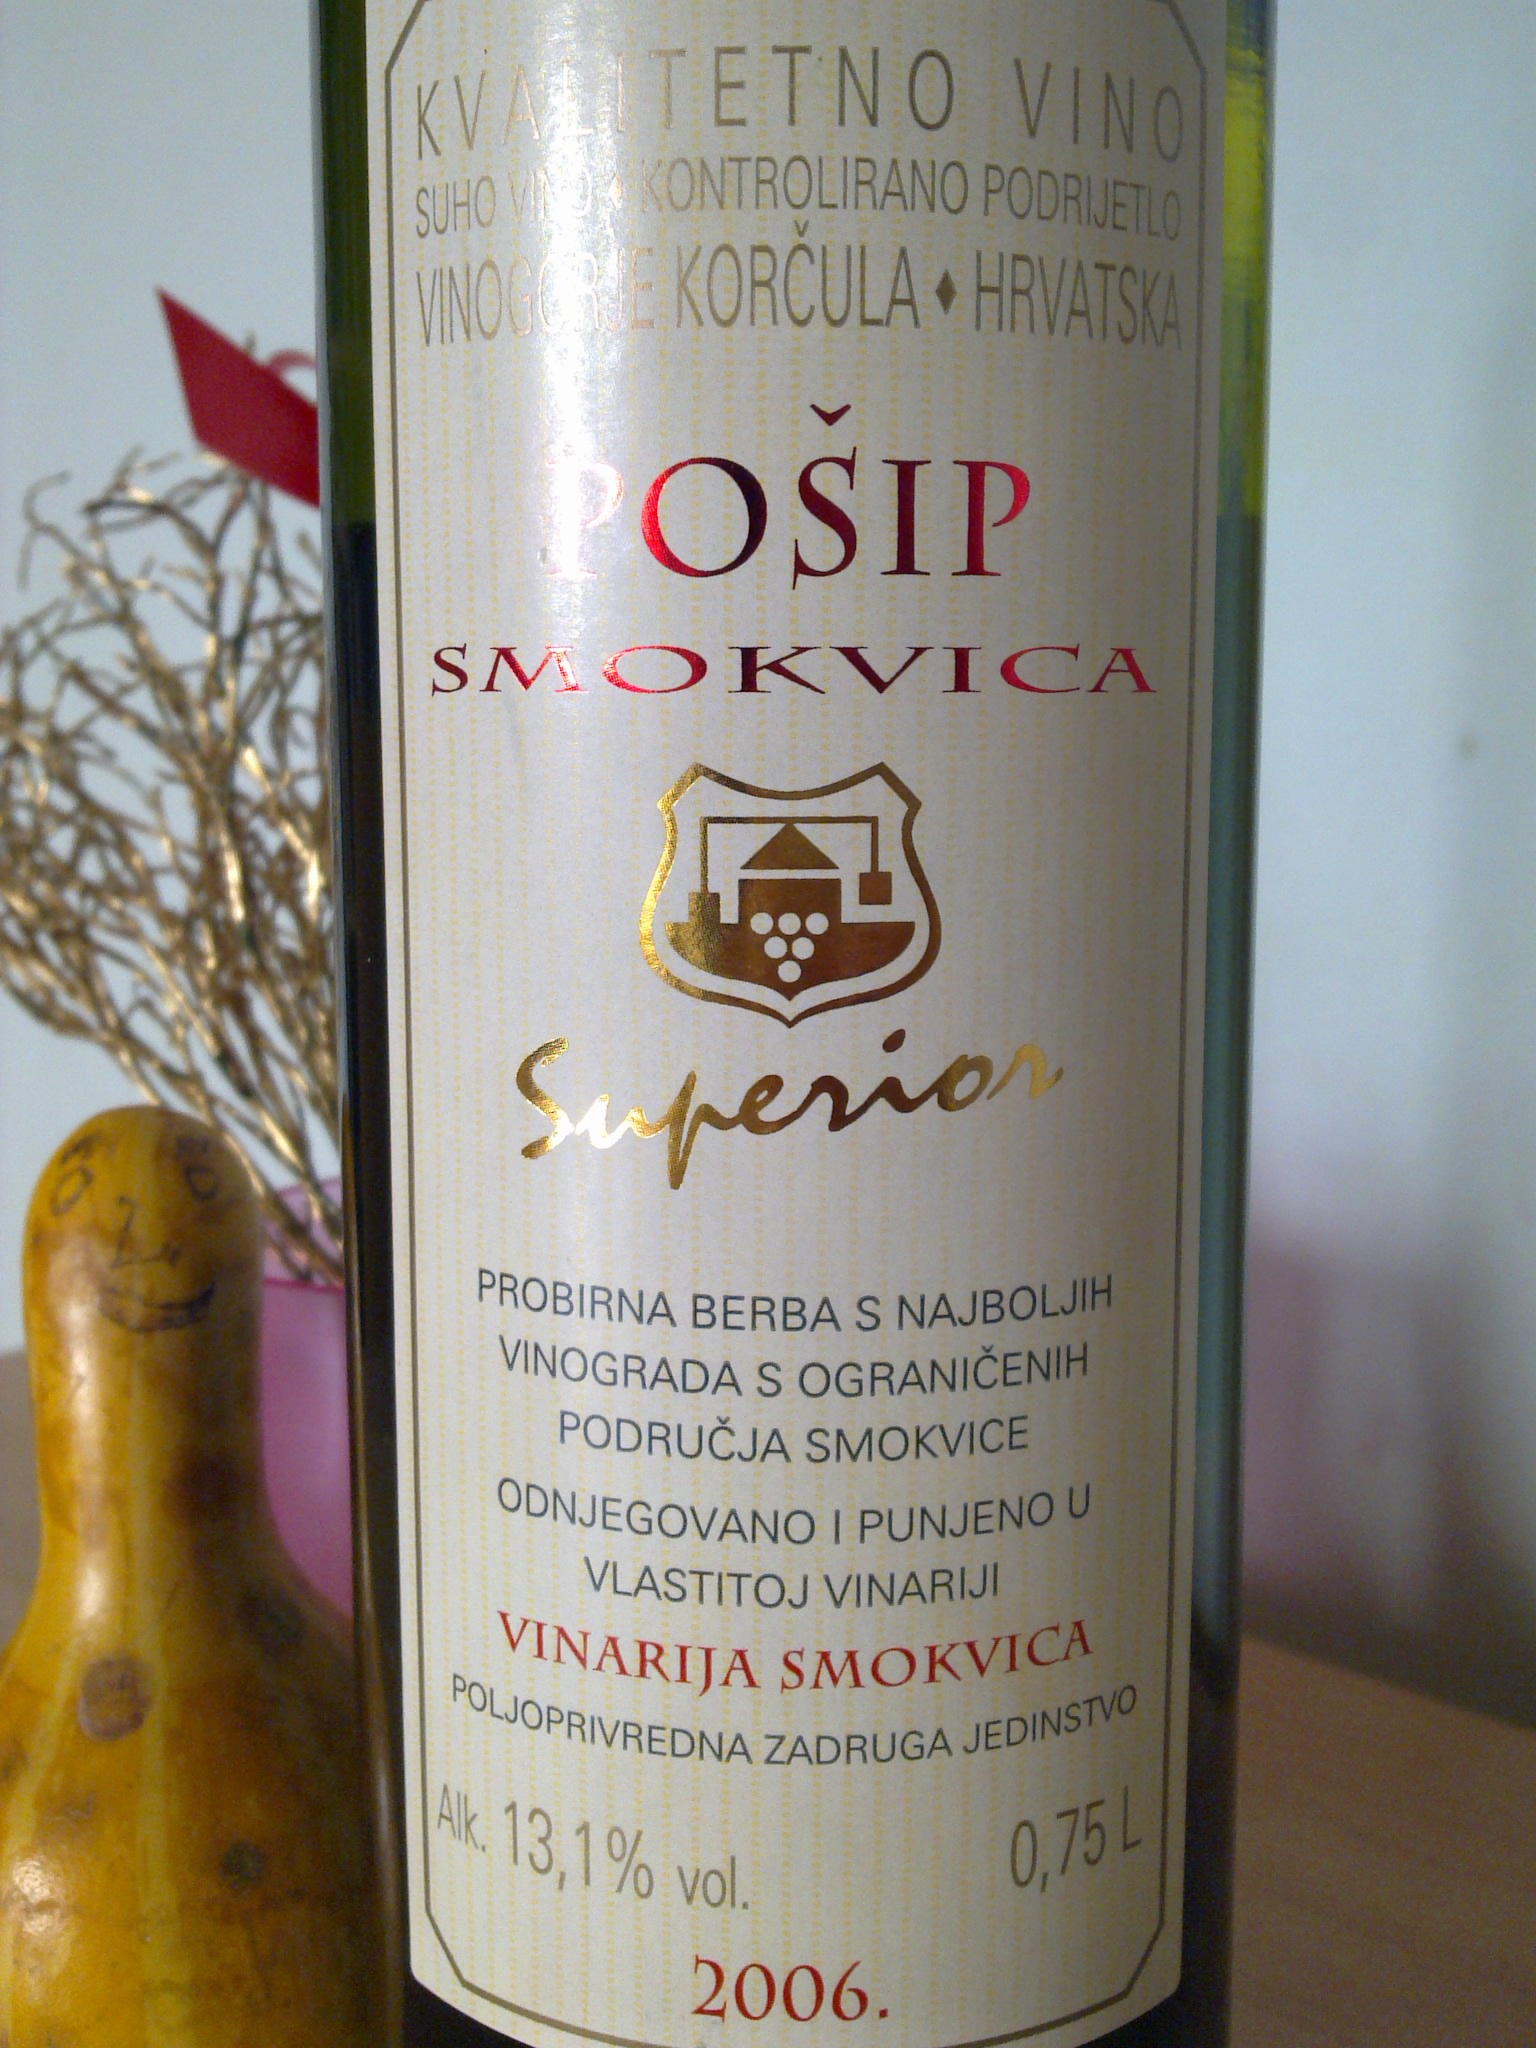 KVALITETNO VINO
SUHO VINO • KONTROLIRANO PODRIJETLO
VINOGORJE KORČULA ♦ HRVATSKA
POŠIP
SMOKVICA
Superior
PROBIRNA BERBA S NAJBOLJIH
VINOGRADA S OGRANIČENIH
PODRUČJA SMOKVICE
ODNJEGOVANO I PUNJENO U
VLASTITOJ VINARIJI
VINARIJA SMOKVICA
POLJOPRIVREDNA ZADRUGA JEDINSTVO
Alk. 13,1% vol. 0,75 L
2006.